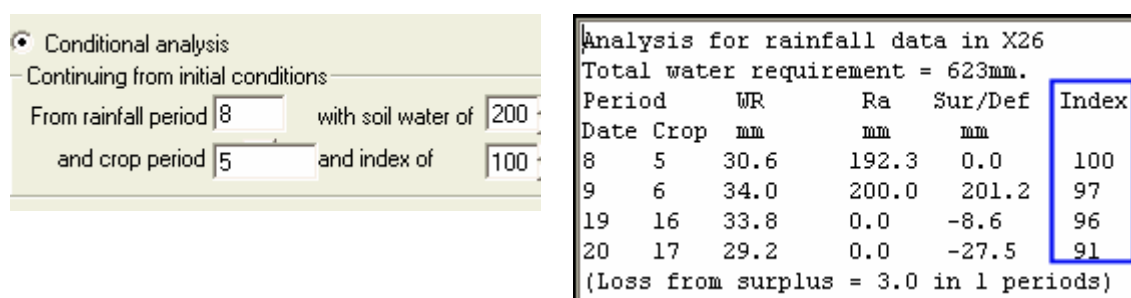 Conditional analysis
Continuing from initial conditions
From rainfall period 8 with soil water of 200
and crop period 5 and index of 100
Analysis for rainfall data in X26
Total water requirement = 623mm.
Period WR Ra Sur/Def Index
Date Crop mm mm mm
8 5 30.6 192.3 0.0 100
9 6 34.0 200.0 201.2 97
19 16 33.8 0.0 -8.6 96
20 17 29.2 0.0 -27.5 91
(Loss from surplus = 3.0 in 1 periods)